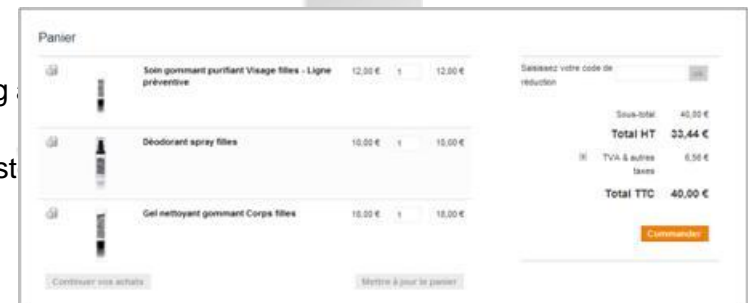 Panier
g
st
Soin gommant purifiant Visage filles - Ligne préventive 12,00 € 1 12,00 €
Déodorant spray filles 10,00 € 1 10,00 €
Gel nettoyant gommant Corps filles 18,00 € 1 18,00 €
Continuer vos achats Mettre à jour le panier
Saisissez votre code de réduction
Sous-total 40,00 €
Total HT 33,44 €
TVA & autres taxes 6,56 €
Total TTC 40,00 €
Commander